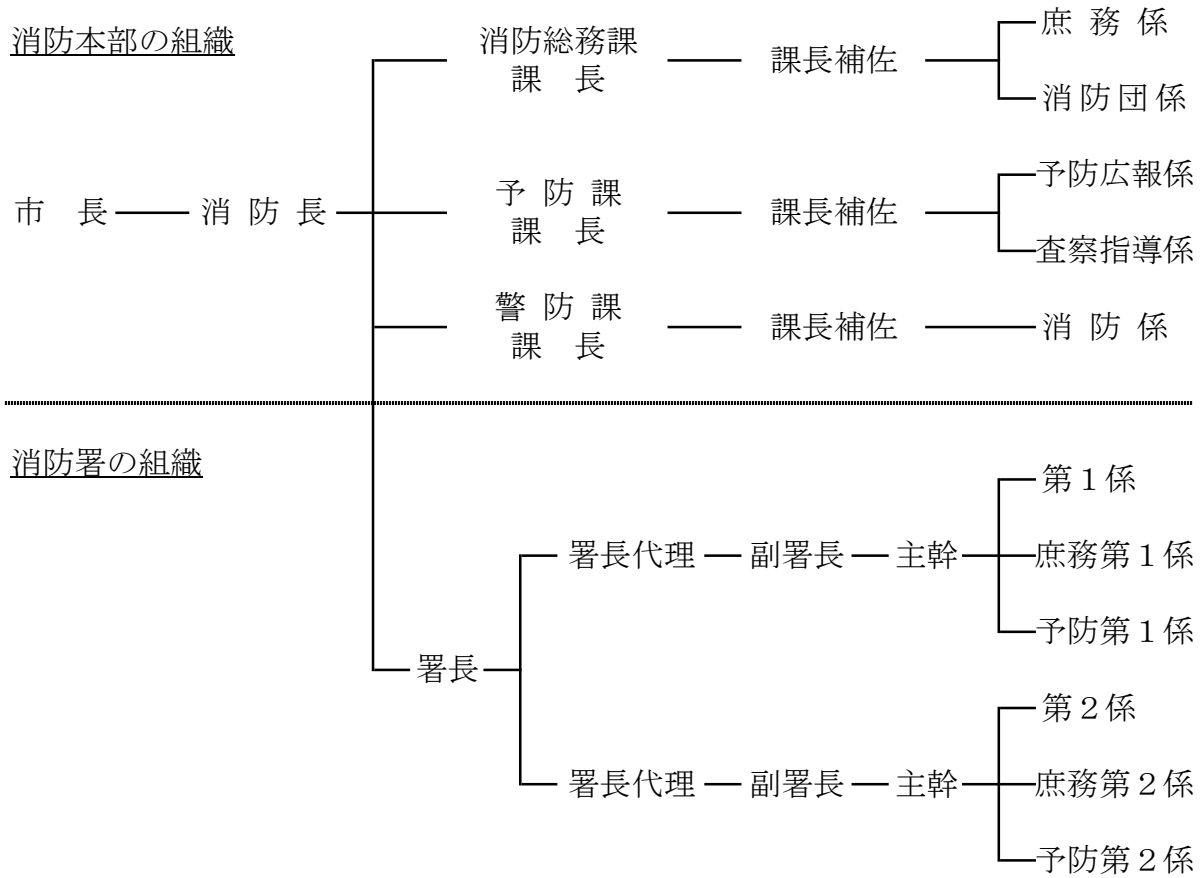 消防本部の組織
消防総務課
課　長
課長補佐
庶 務 係
消防団係
市　長
消 防 長
予 防 課
課　長
課長補佐
予防広報係
査察指導係
警 防 課
課　長
課長補佐
消 防 係
消防署の組織
署長
署長代理
副署長
主幹
第１係
庶務第１係
予防第１係
署長代理
副署長
主幹
第２係
庶務第２係
予防第２係